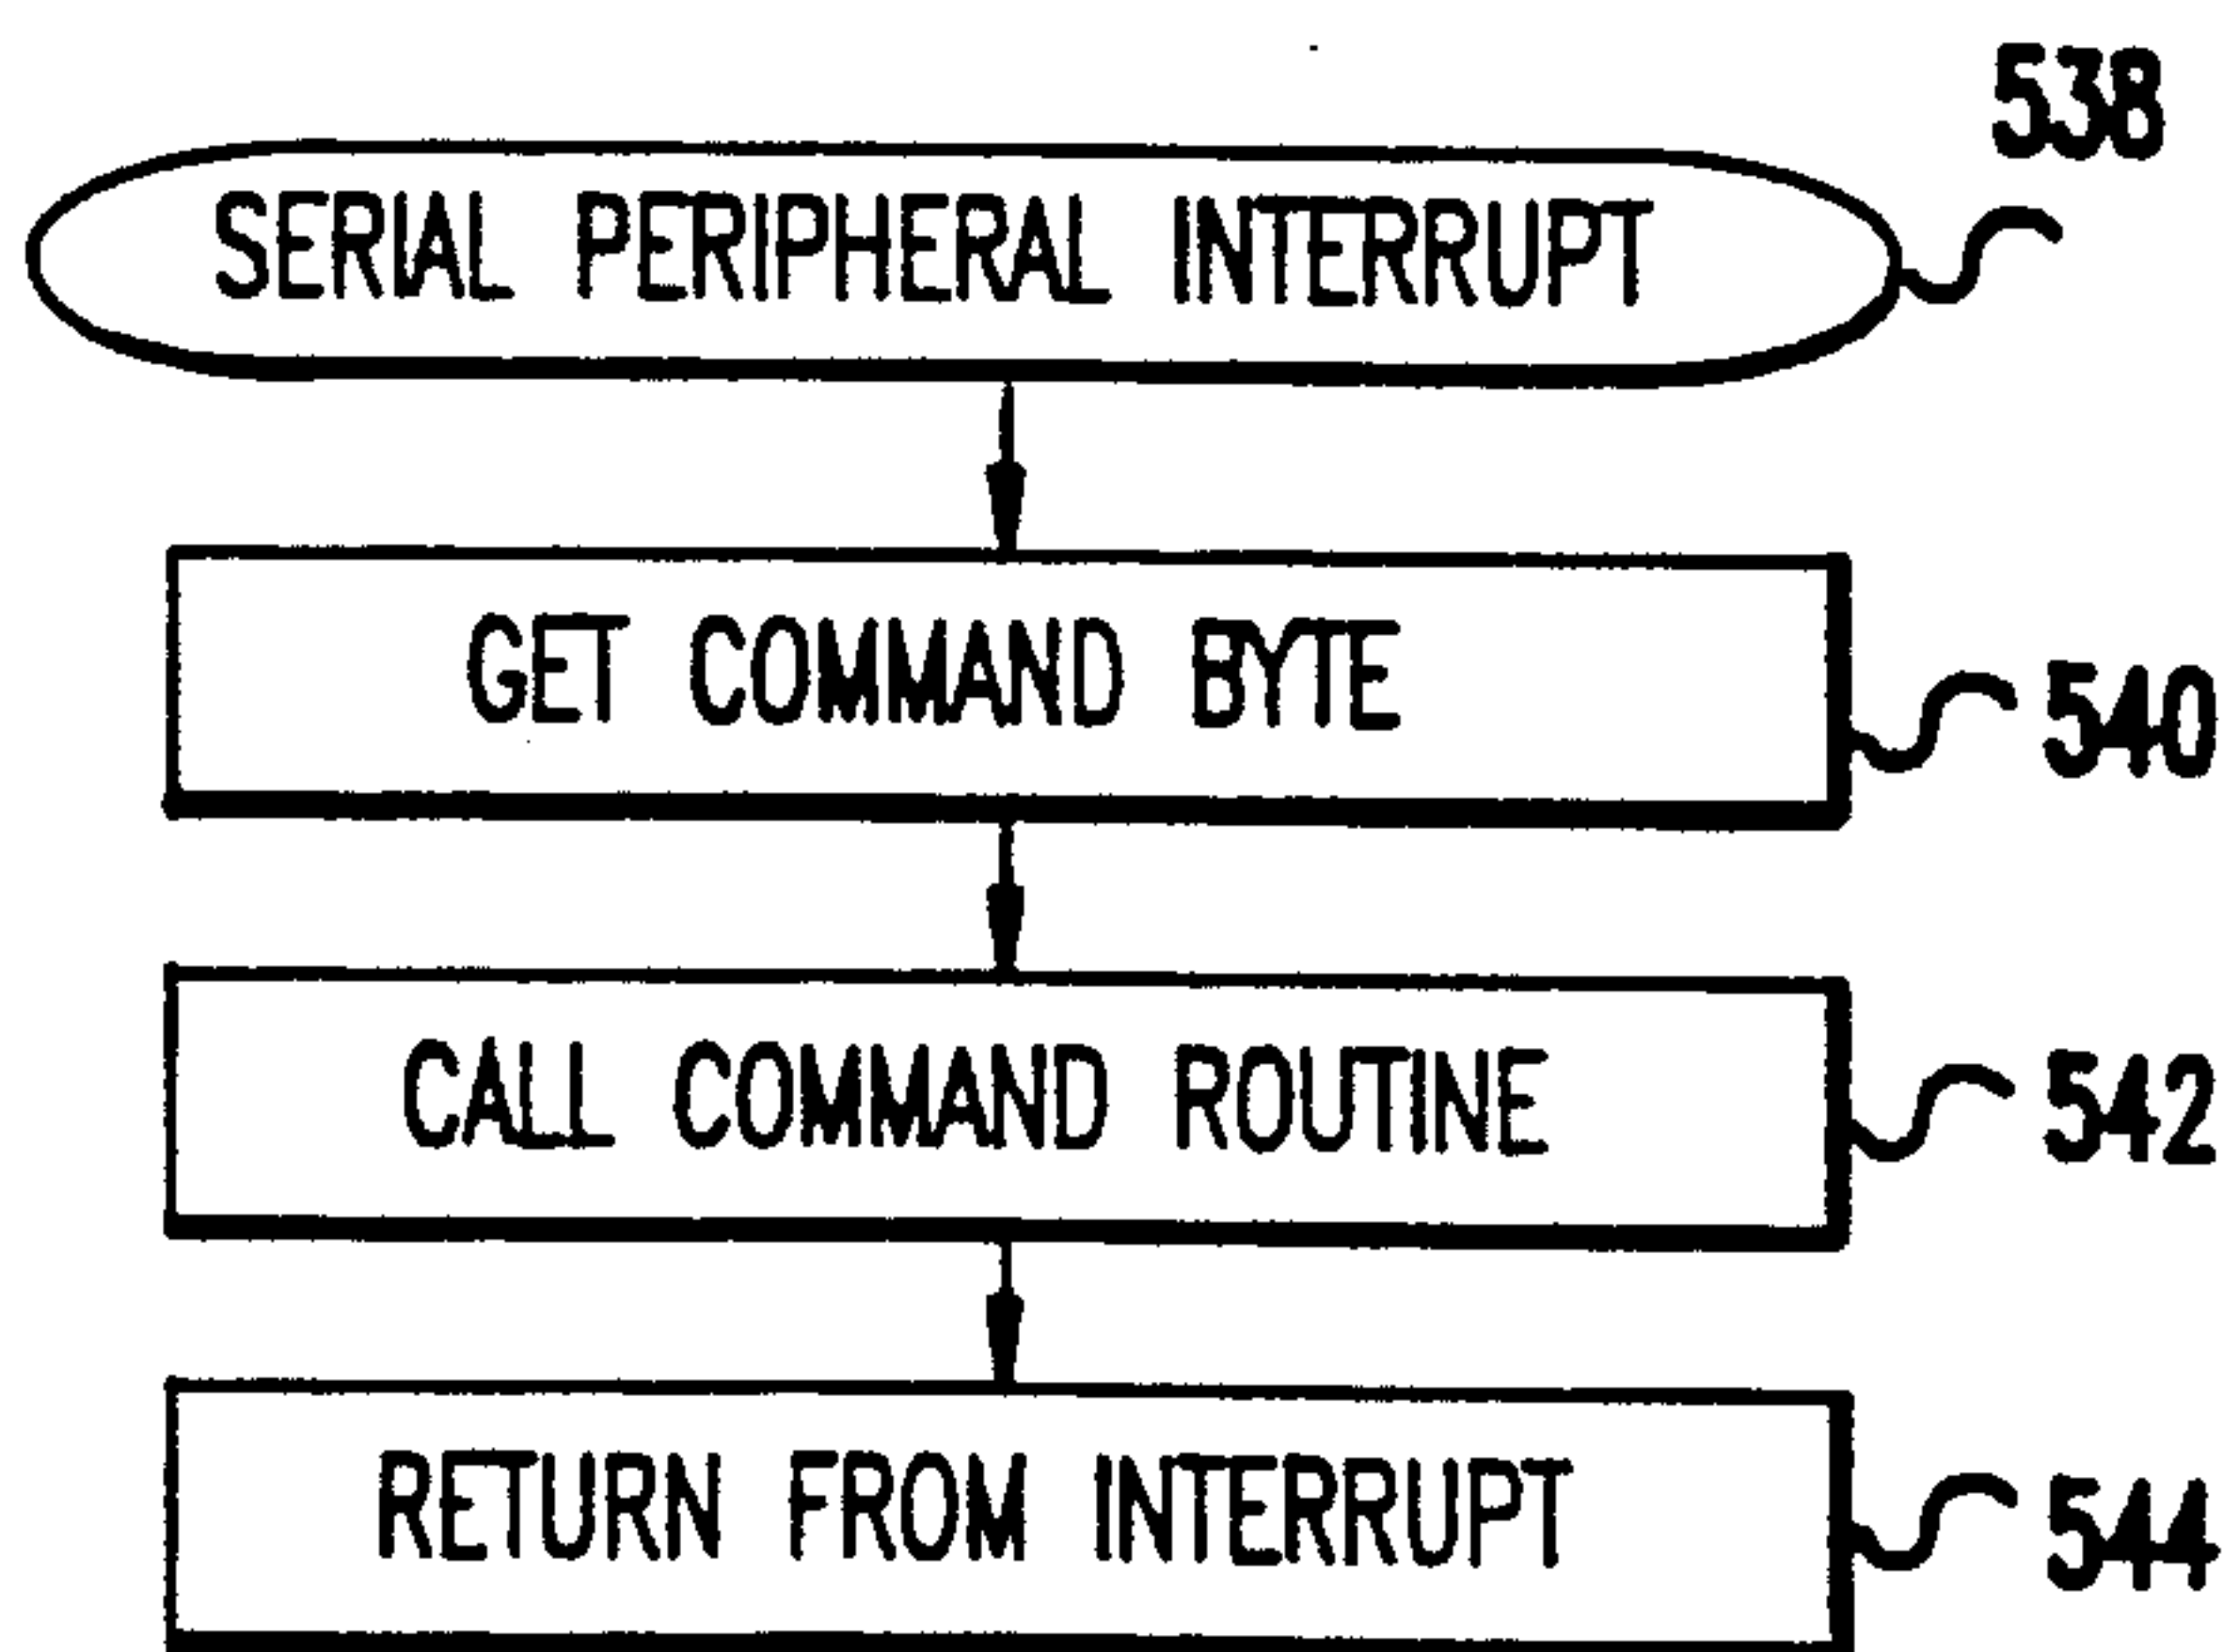 538
SERIAL PERIPHERAL INTERRUPT
GET COMMAND BYTE
540
CALL COMMAND ROUTINE
542
RETURN FROM INTERRUPT
544